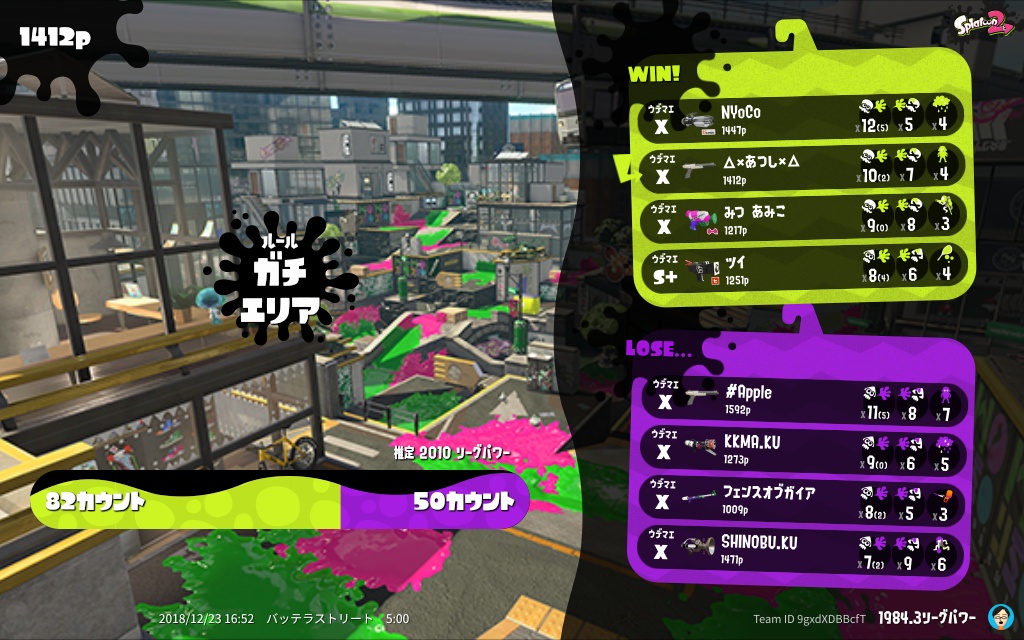 1412p
Splatoon 2
WIN!
ウデマエ
X
NYoCo
1447p
x12(5) x5 x4
ウデマエ
X
△×あつし×△
1412p
x10(2) x7 x4
ウデマエ
X
みつ あみこ
1217p
x9(0) x8 x3
ウデマエ
S+
ツイ
1251p
x8(4) x6 x4
ルール
ガチ
エリア
LOSE...
ウデマエ
X
#Apple
1592p
x11(5) x8 x7
ウデマエ
X
KKMA.KU
1273p
x9(0) x6 x5
ウデマエ
X
フェンスオブガイア
1009p
x8(2) x5 x3
ウデマエ
X
SHINOBU.KU
1471p
x7(2) x9 x6
推定 2010 リーグパワー
82カウント
50カウント
2018/12/23 16:52 バッテラストリート 5:00
Team ID 9gxdXDBBcfT 1984.3リーグパワー